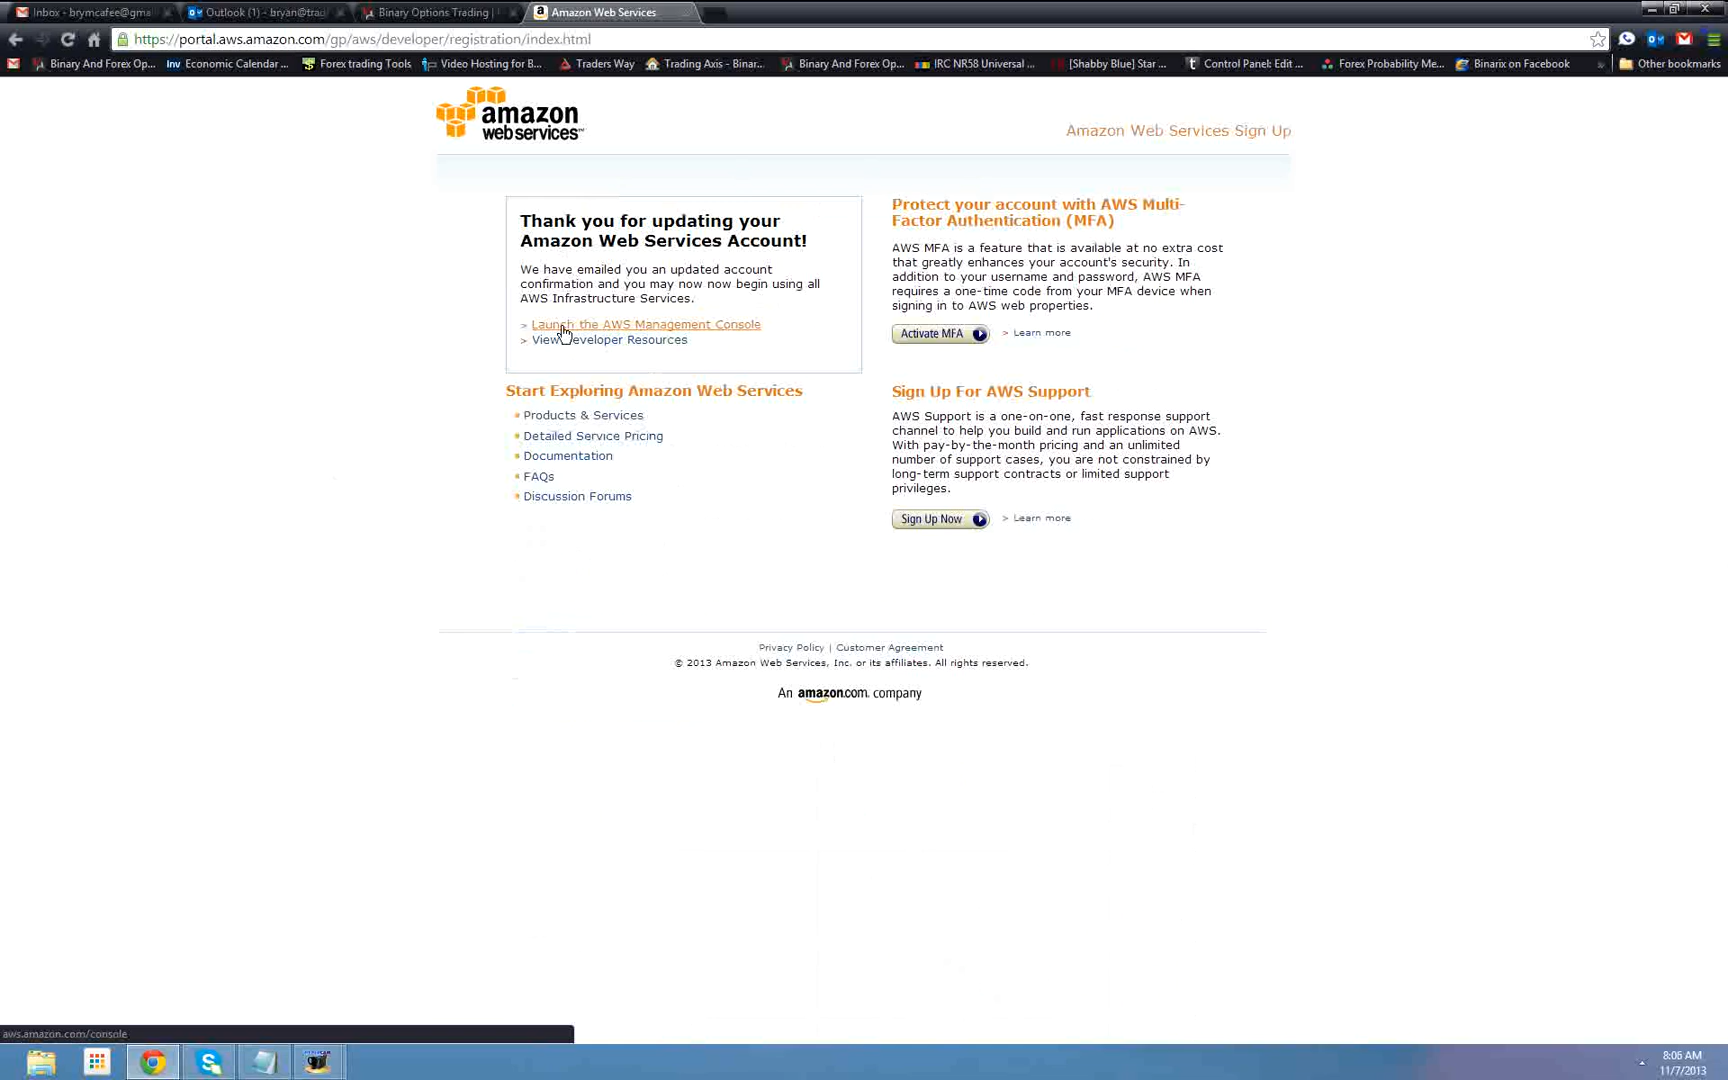 Inbox - brymcafee@gma
Outlook (1) - bryan@trad
Binary Options Trading |
Amazon Web Services
https://portal.aws.amazon.com/gp/aws/developer/registration/index.html
Binary And Forex Op...
Economic Calendar ...
Forex trading Tools
Video Hosting for B...
Traders Way
Trading Axis - Binar...
Binary And Forex Op...
IRC NR58 Universal ...
[Shabby Blue] Star ...
Control Panel: Edit ...
Forex Probability Me...
Binarix on Facebook
»
Other bookmarks
amazon
webservices™
Amazon Web Services Sign Up
Thank you for updating your
Amazon Web Services Account!
We have emailed you an updated account
confirmation and you may now now begin using all
AWS Infrastructure Services.
> Launch the AWS Management Console
> View Developer Resources
Start Exploring Amazon Web Services
Products & Services
Detailed Service Pricing
Documentation
FAQs
Discussion Forums
Protect your account with AWS Multi-
Factor Authentication (MFA)
AWS MFA is a feature that is available at no extra cost
that greatly enhances your account's security. In
addition to your username and password, AWS MFA
requires a one-time code from your MFA device when
signing in to AWS web properties.
Activate MFA
> Learn more
Sign Up For AWS Support
AWS Support is a one-on-one, fast response support
channel to help you build and run applications on AWS.
With pay-by-the-month pricing and an unlimited
number of support cases, you are not constrained by
long-term support contracts or limited support
privileges.
Sign Up Now
> Learn more
Privacy Policy | Customer Agreement
© 2013 Amazon Web Services, Inc. or its affiliates. All rights reserved.
An amazon.com. company
aws.amazon.com/console
8:06 AM
11/7/2013